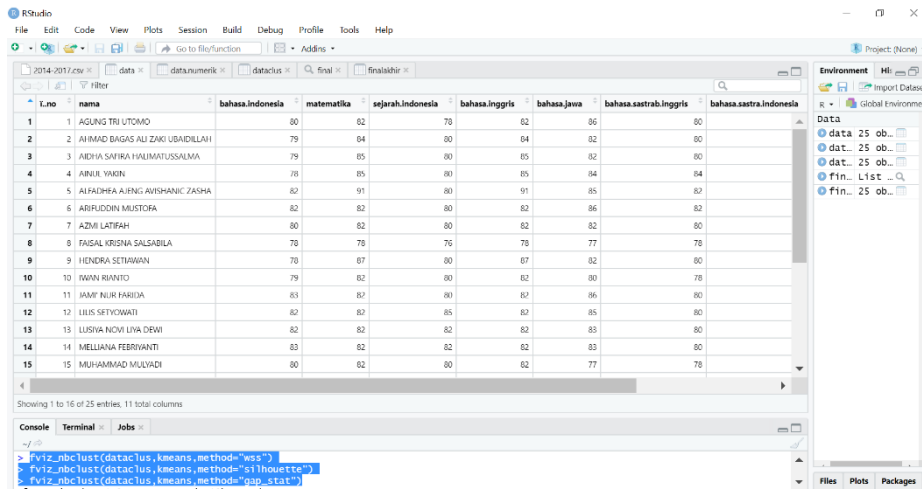 RStudio
File Edit Code View Plots Session Build Debug Profile Tools Help
Go to file/function Addins Project: (None)
2014-2017.csv data data.numerik dataclus final finalakhir
Filter
ï..no nama bahasa.indonesia matematika sejarah.indonesia bahasa.inggris bahasa.jawa bahasa.sastrab.inggris bahasa.sastra.indonesia
1 1 AGUNG TRI UTOMO 80 82 78 82 86 80
2 2 AHMAD BAGAS ALI ZAKI UBAIDILLAH 79 84 80 84 82 80
3 3 AIDHA SAFIRA HALIMATUSSALMA 79 85 80 85 82 80
4 4 AINUL YAKIN 78 85 80 85 84 84
5 5 ALFADHEA AJENG AVISHANIC ZASHA 82 91 80 91 85 82
6 6 ARIFUDDIN MUSTOFA 82 82 80 82 86 82
7 7 AZMI LATIFAH 80 82 80 82 82 80
8 8 FAISAL KRISNA SALSABILA 78 78 76 78 77 78
9 9 HENDRA SETIAWAN 78 87 80 87 82 80
10 10 IWAN RIANTO 79 82 80 82 80 78
11 11 JAMI' NUR FARIDA 83 82 80 82 86 80
12 12 LILIS SETYOWATI 82 82 85 82 85 80
13 13 LUSIYA NOVI LIYA DEWI 82 82 82 82 83 80
14 14 MELLIANA FEBRIYANTI 83 82 82 82 83 80
15 15 MUHAMMAD MULYADI 80 82 80 82 77 78
Showing 1 to 16 of 25 entries, 11 total columns
Console Terminal Jobs
~/
> fviz_nbclust(dataclus,kmeans,method="wss")
> fviz_nbclust(dataclus,kmeans,method="silhouette")
> fviz_nbclust(dataclus,kmeans,method="gap_stat")
Environment Hi:
Import Datas
R Global Environme
Data
data 25 ob…
dat… 25 ob…
dat… 25 ob…
fin… List …
fin… 25 ob…
Files Plots Packages